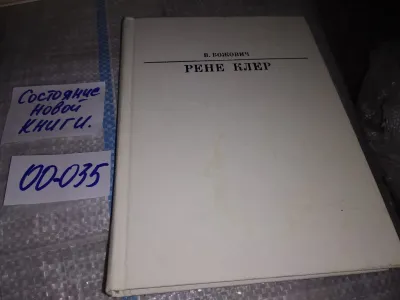 Состояние
новой
книги.
00-035
В. БОЖОВИЧ
РЕНЕ КЛЕР